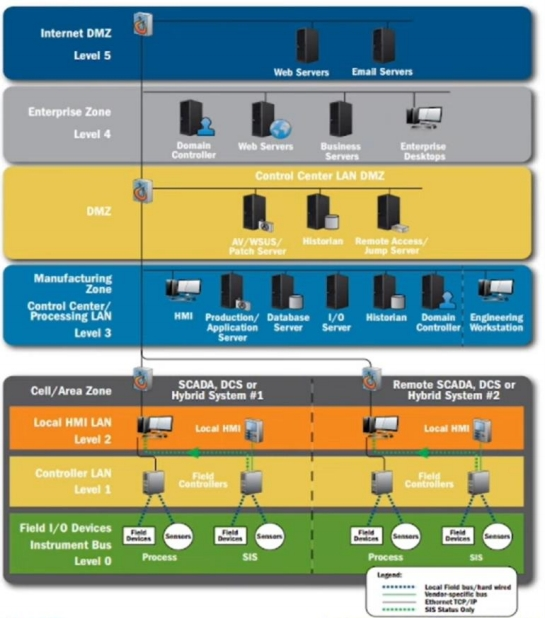 Internet DMZ
Level 5
Web Servers
Email Servers
Enterprise Zone
Level 4
Domain
Controller
Web Servers
Business
Servers
Enterprise
Desktops
Control Center LAN DMZ
DMZ
AV/WSUS/
Patch Server
Historian
Remote Access/
Jump Server
Manufacturing
Zone
Control Center/
Processing LAN
Level 3
HMI
Production/
Application
Server
Database
Server
I/O
Server
Historian
Domain
Controller
Engineering
Workstation
Cell/Area Zone
SCADA, DCS or
Hybrid System #1
Remote SCADA, DCS or
Hybrid System #2
Local HMI LAN
Level 2
Local HMI
Local HMI
Controller LAN
Level 1
Field
Controllers
Field
Controllers
Field I/O Devices
Instrument Bus
Level 0
Field
Devices
Sensors
Field
Devices
Sensors
Field
Devices
Sensors
Field
Devices
Sensors
Process
SIS
Process
SIS
Legend:
Local Field bus/hard wired
Vendor-specific bus
Ethernet TCP/IP
SIS Status Only